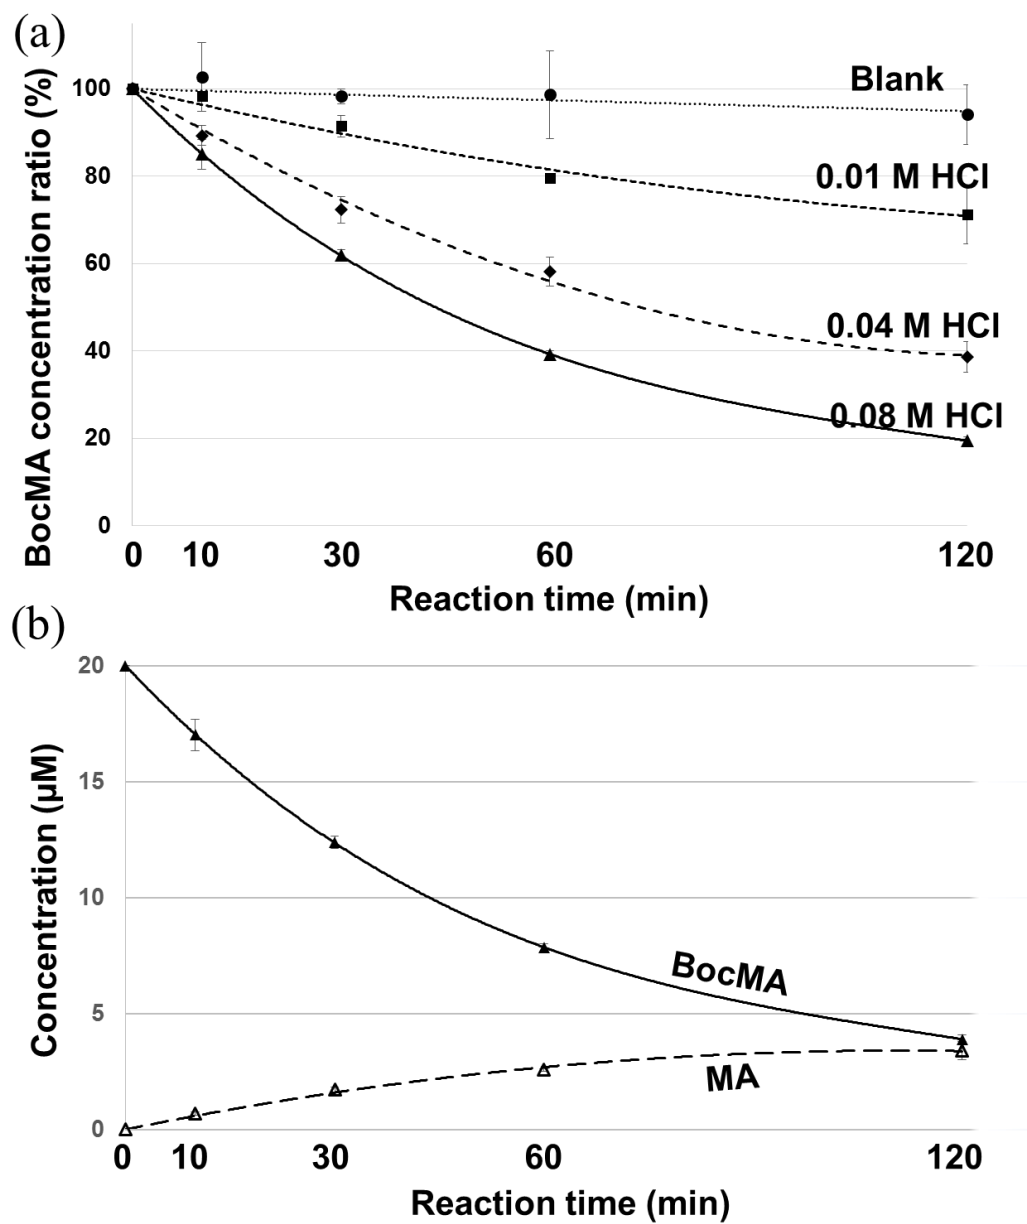 (a)
BocMA concentration ratio (%)
100
80
60
40
20
0
Blank
0.01 M HCl
0.04 M HCl
0.08 M HCl
0 10 30 60 120
Reaction time (min)
(b)
Concentration (μM)
20
15
10
5
0
BocMA
MA
0 10 30 60 120
Reaction time (min)